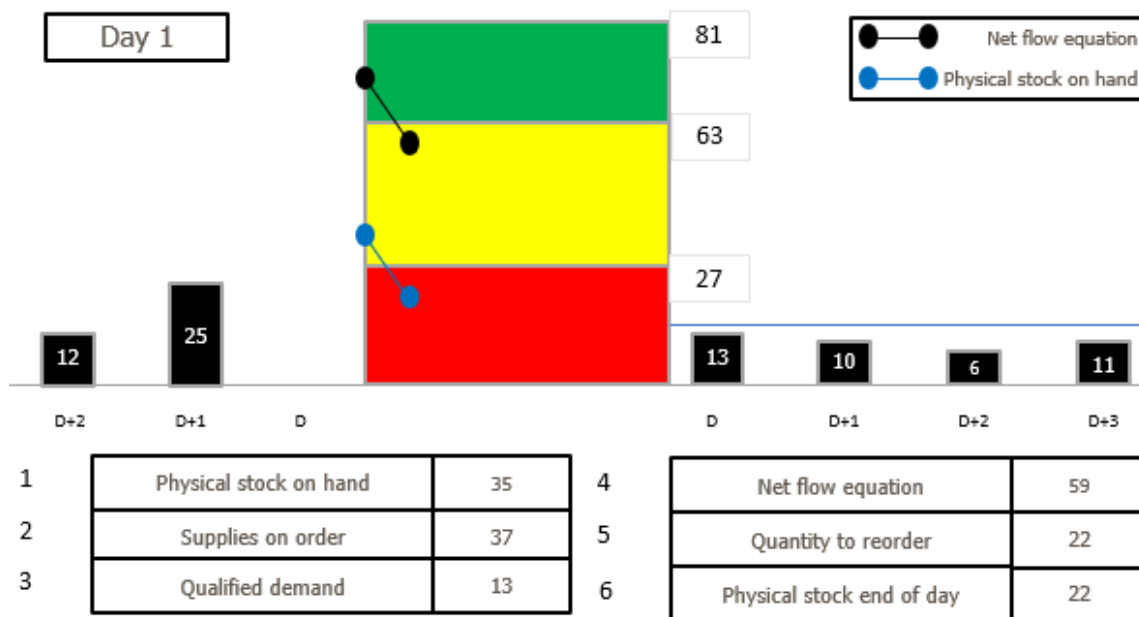 Day 1
81
Net flow equation
Physical stock on hand
63
27
12
25
13
10
6
11
D+2
D+1
D
D
D+1
D+2
D+3
1
Physical stock on hand
35
2
Supplies on order
37
3
Qualified demand
13
4
Net flow equation
59
5
Quantity to reorder
22
6
Physical stock end of day
22